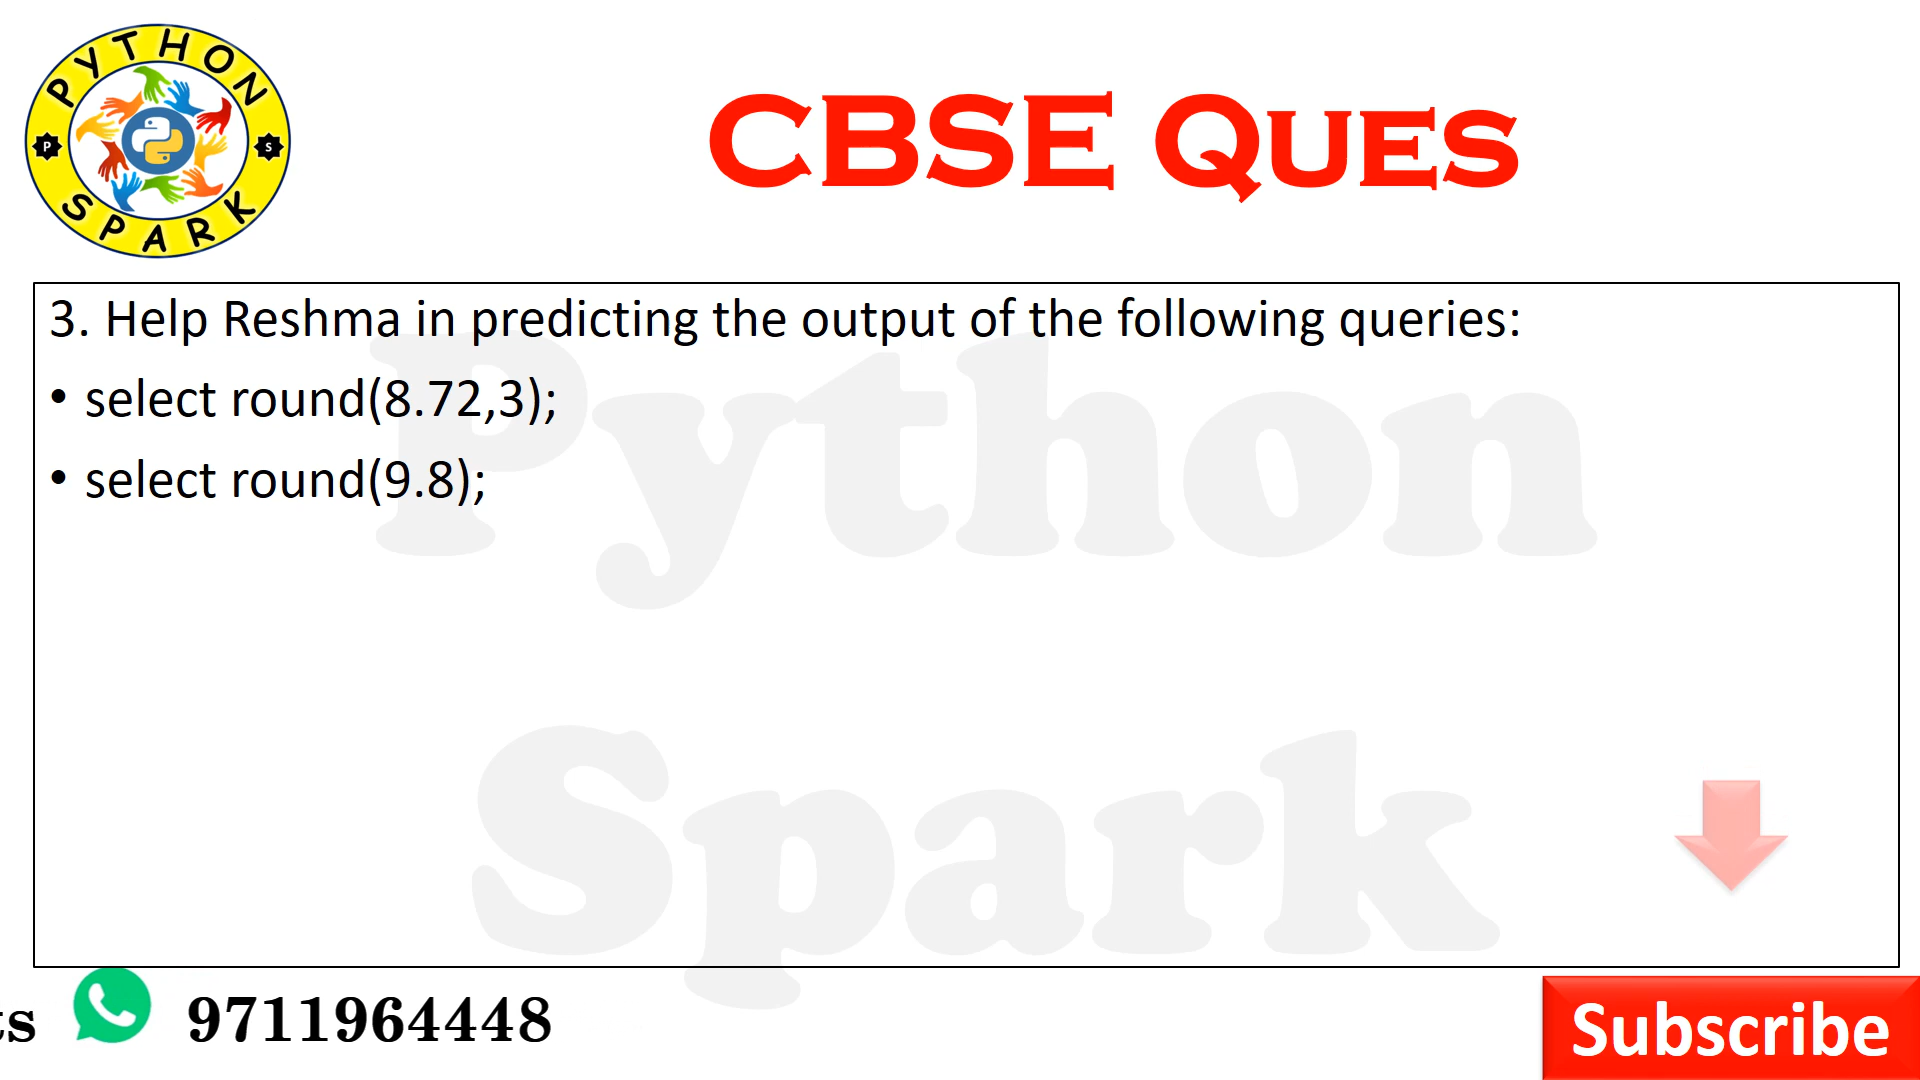 PYTHON
P S
SPARK
CBSE QUES
3. Help Reshma in predicting the output of the following queries:
• select round(8.72,3);
• select round(9.8);
Python
Spark
ts 9711964448
Subscribe